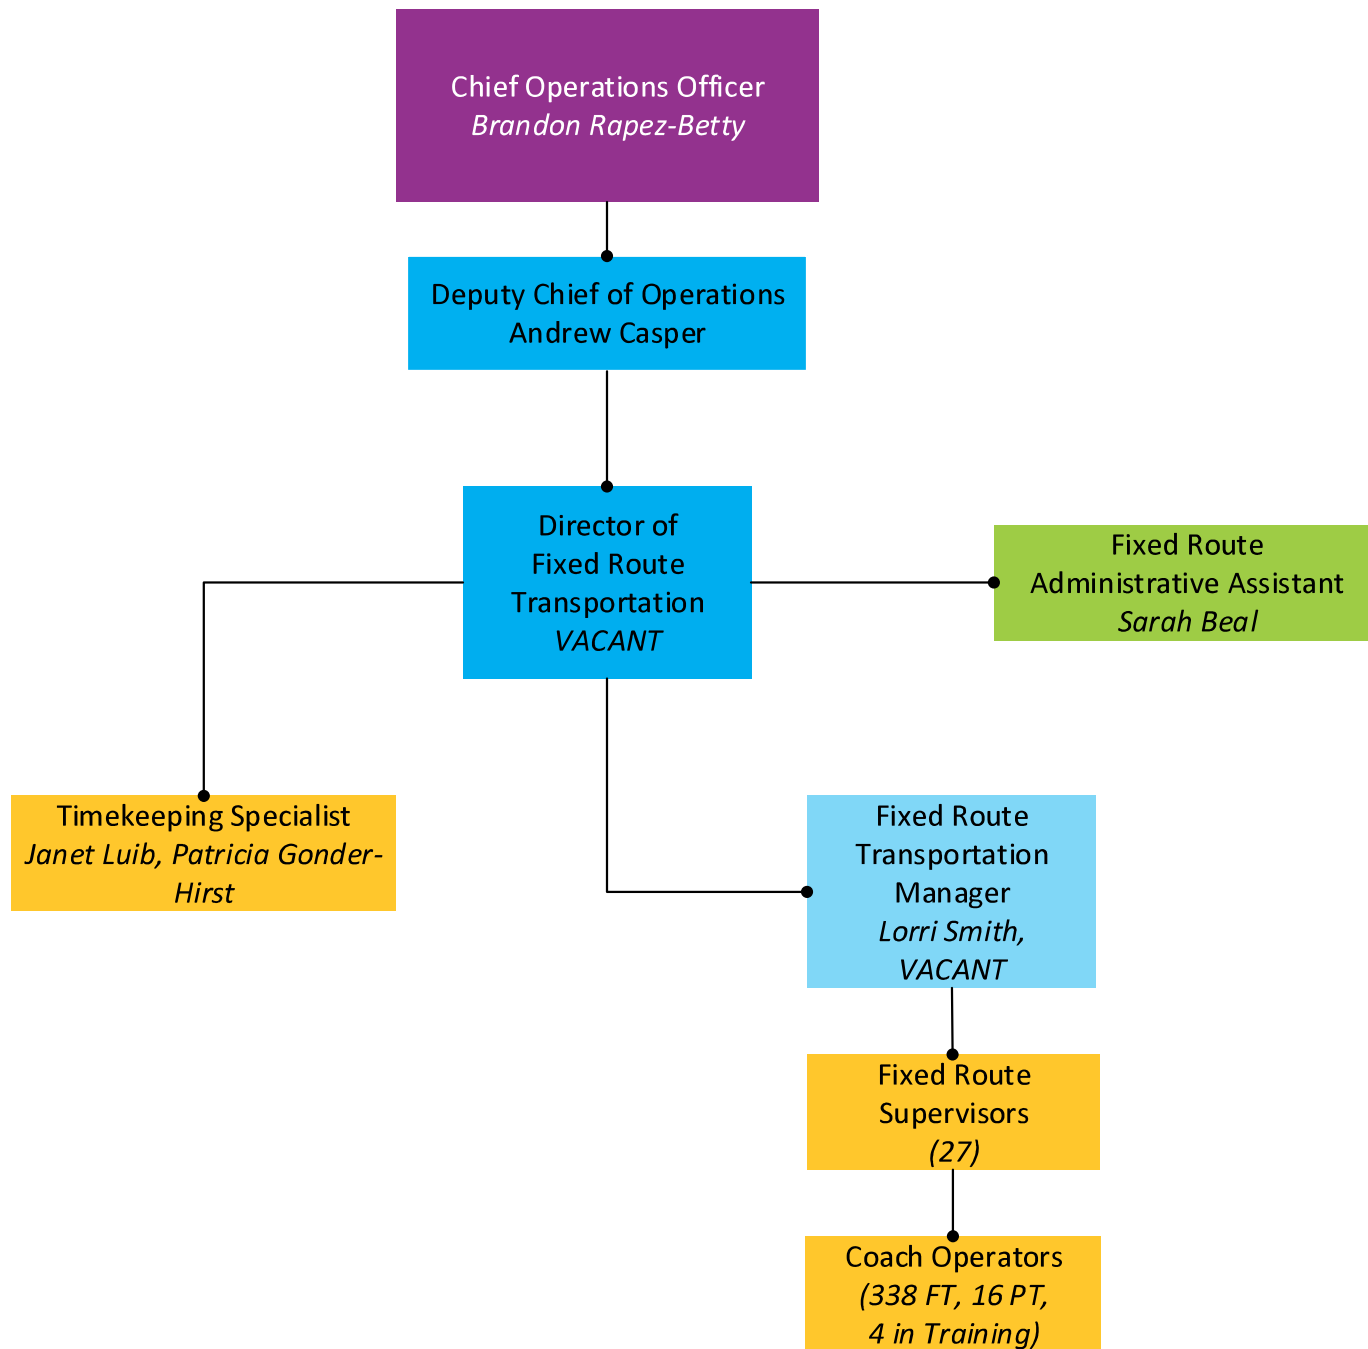 Chief Operations Officer
Brandon Rapez-Betty
Deputy Chief of Operations
Andrew Casper
Director of
Fixed Route
Transportation
VACANT
Fixed Route
Administrative Assistant
Sarah Beal
Timekeeping Specialist
Janet Luib, Patricia Gonder-
Hirst
Fixed Route
Transportation
Manager
Lorri Smith,
VACANT
Fixed Route
Supervisors
(27)
Coach Operators
(338 FT, 16 PT,
4 in Training)